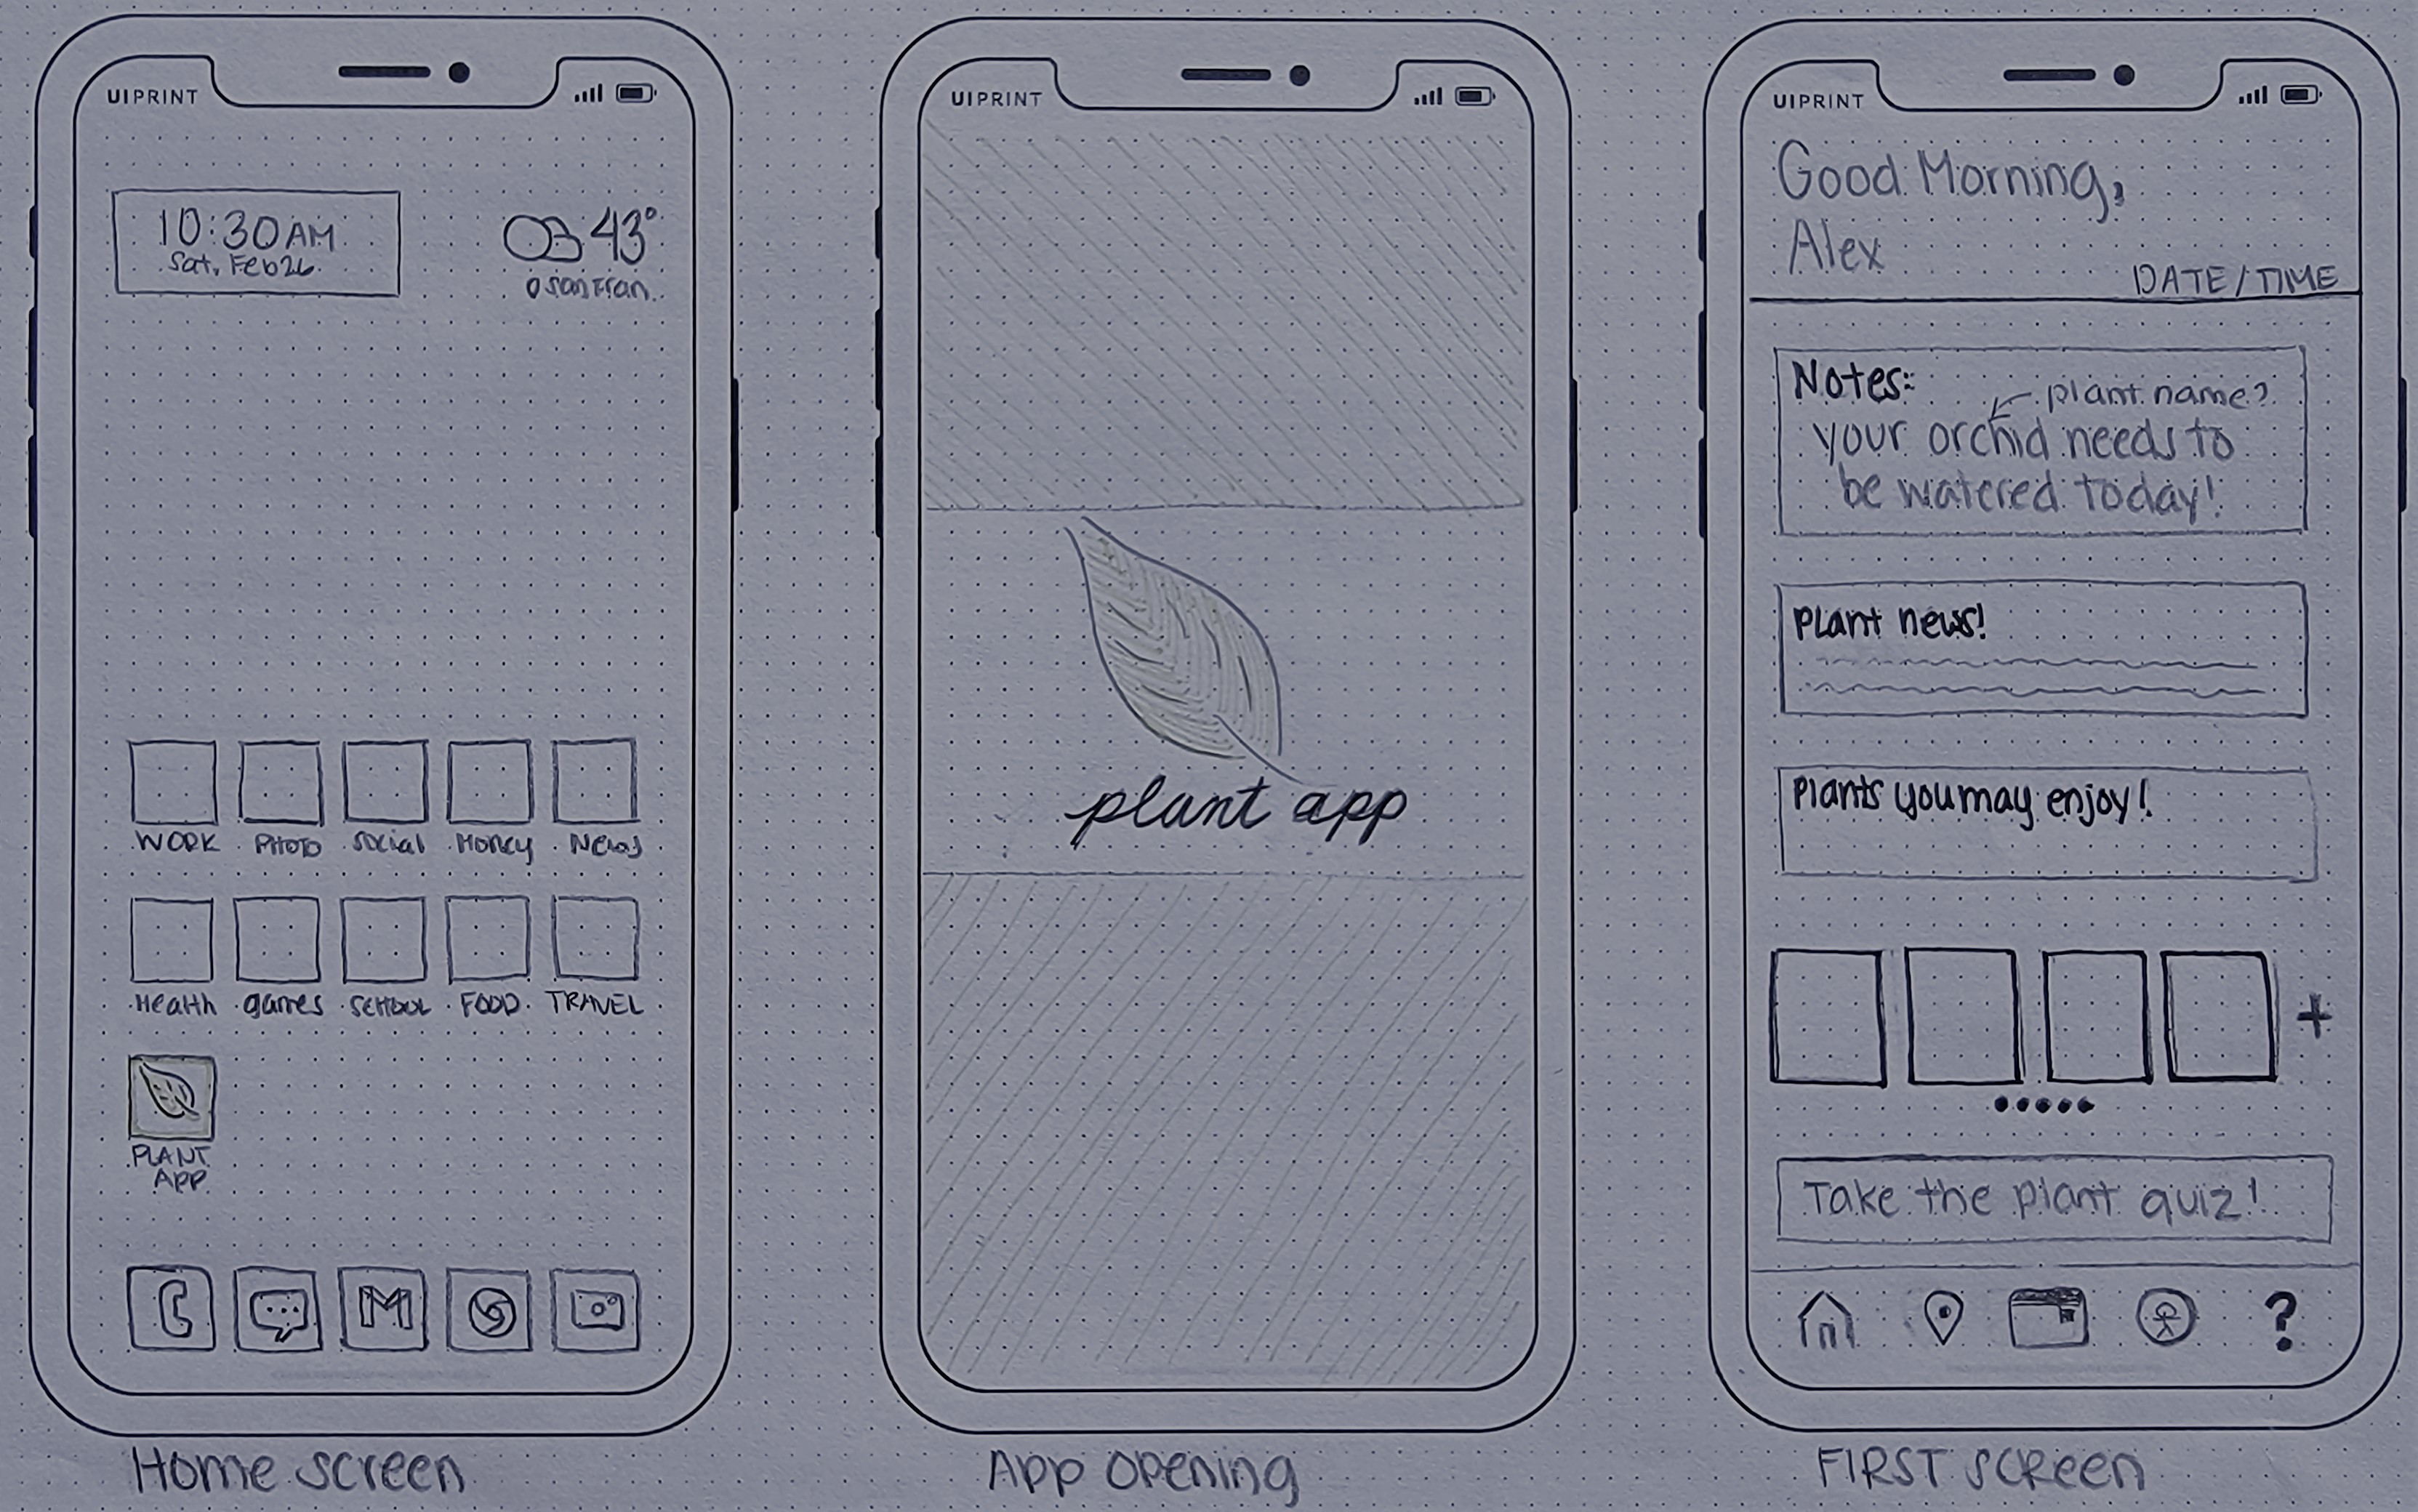 UIPRINT
10:30AM
Sat, Feb 26
43°
San Fran.
WORK PHOTO Social Money News
Health games SCHOOL FOOD TRAVEL
PLANT
APP
M
Home screen
UIPRINT
plant app
App opening
UIPRINT
Good Morning,
Alex
DATE/TIME
Notes:
plant name?
your orchid needs to
be watered today!
Plant news!
Plants you may enjoy!
+
Take the plant quiz!
?
FIRST SCREEN